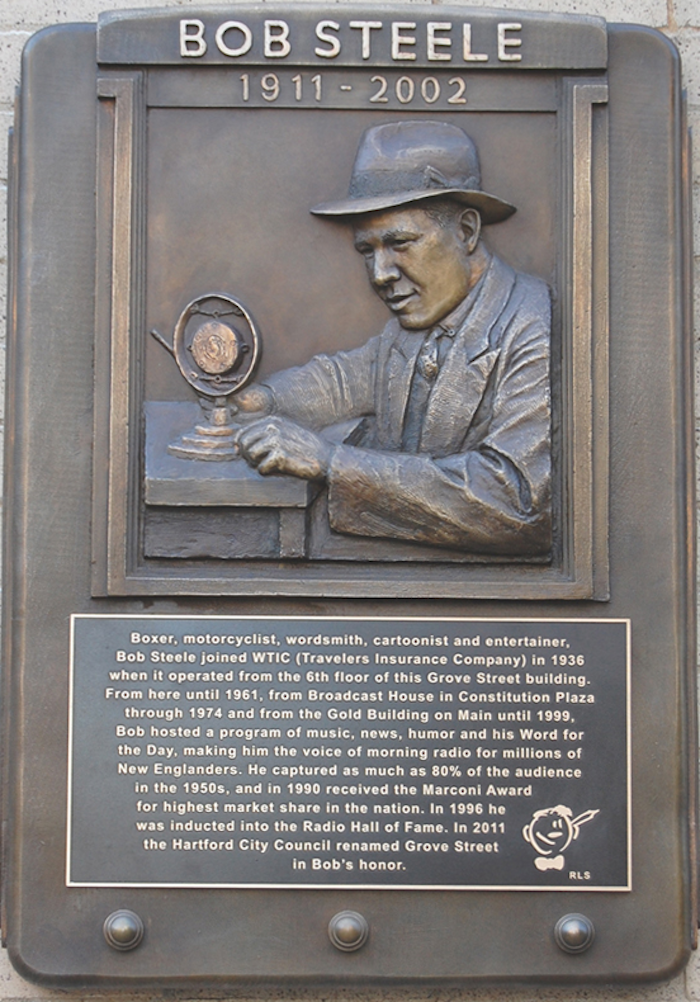 BOB STEELE
1911 - 2002
Boxer, motorcyclist, wordsmith, cartoonist and entertainer,
Bob Steele joined WTIC (Travelers Insurance Company) in 1936
when it operated from the 6th floor of this Grove Street building.
From here until 1961, from Broadcast House in Constitution Plaza
through 1974 and from the Gold Building on Main until 1999,
Bob hosted a program of music, news, humor and his Word for
the Day, making him the voice of morning radio for millions of
New Englanders. He captured as much as 80% of the audience
in the 1950s, and in 1990 received the Marconi Award
for highest market share in the nation. In 1996 he
was inducted into the Radio Hall of Fame. In 2011
the Hartford City Council renamed Grove Street
in Bob's honor.
RLS